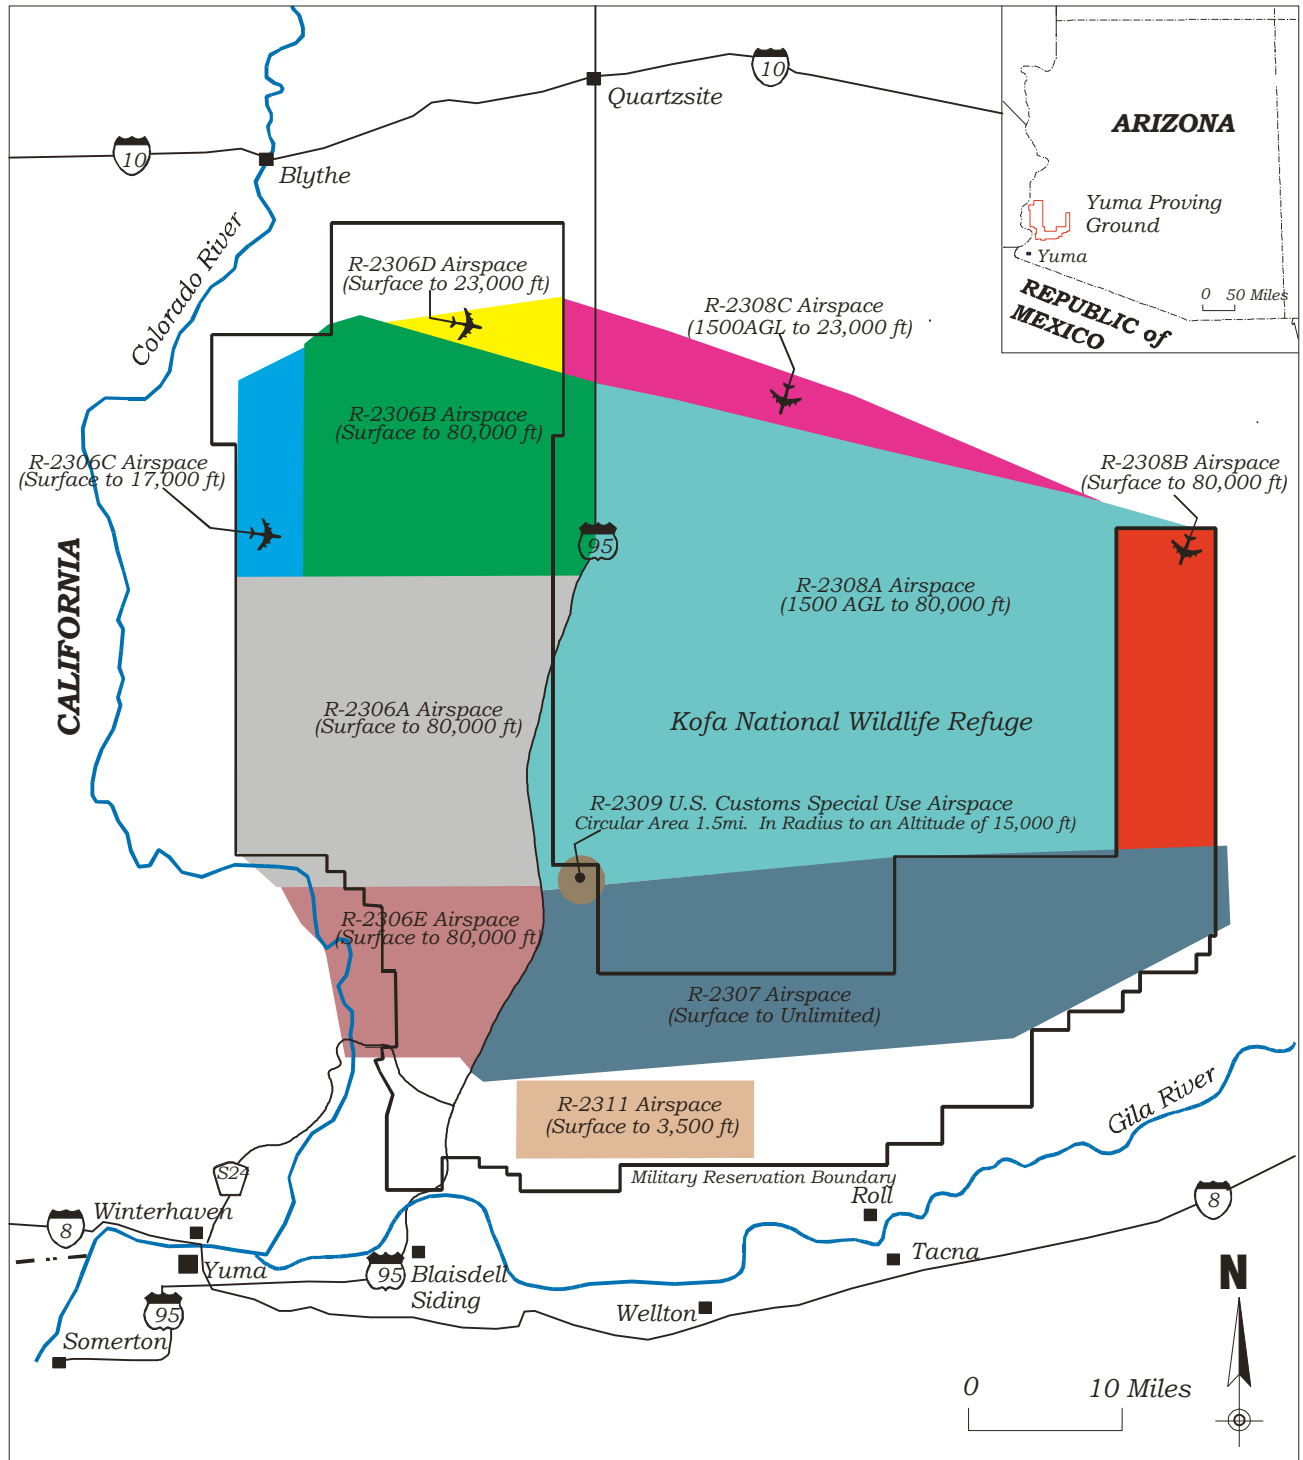 10
Quartzsite
10
Blythe
Colorado River
ARIZONA
Yuma Proving
Ground
Yuma
REPUBLIC of
MEXICO
0 50 Miles
R-2306D Airspace
(Surface to 23,000 ft)
R-2308C Airspace
(1500AGL to 23,000 ft)
R-2306B Airspace
(Surface to 80,000 ft)
R-2306C Airspace
(Surface to 17,000 ft)
R-2308B Airspace
(Surface to 80,000 ft)
95
CALIFORNIA
R-2308A Airspace
(1500 AGL to 80,000 ft)
R-2306A Airspace
(Surface to 80,000 ft)
Kofa National Wildlife Refuge
R-2309 U.S. Customs Special Use Airspace
Circular Area 1.5mi. In Radius to an Altitude of 15,000 ft)
R-2306E Airspace
(Surface to 80,000 ft)
R-2307 Airspace
(Surface to Unlimited)
R-2311 Airspace
(Surface to 3,500 ft)
Gila River
Military Reservation Boundary
S24
Roll
8
Winterhaven
8
Yuma
95
Blaisdell
Siding
Tacna
95
Wellton
Somerton
N
0 10 Miles